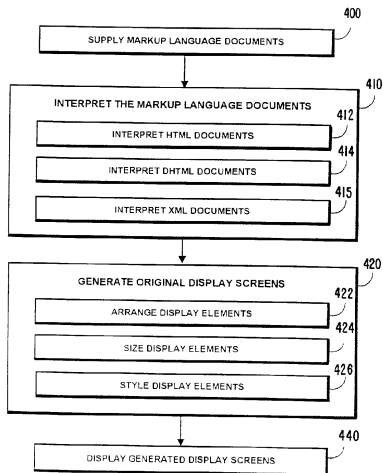 400
SUPPLY MARKUP LANGUAGE DOCUMENTS
410
INTERPRET THE MARKUP LANGUAGE DOCUMENTS
412
INTERPRET HTML DOCUMENTS
414
INTERPRET DHTML DOCUMENTS
415
INTERPRET XML DOCUMENTS
420
GENERATE ORIGINAL DISPLAY SCREENS
422
ARRANGE DISPLAY ELEMENTS
424
SIZE DISPLAY ELEMENTS
426
STYLE DISPLAY ELEMENTS
440
DISPLAY GENERATED DISPLAY SCREENS